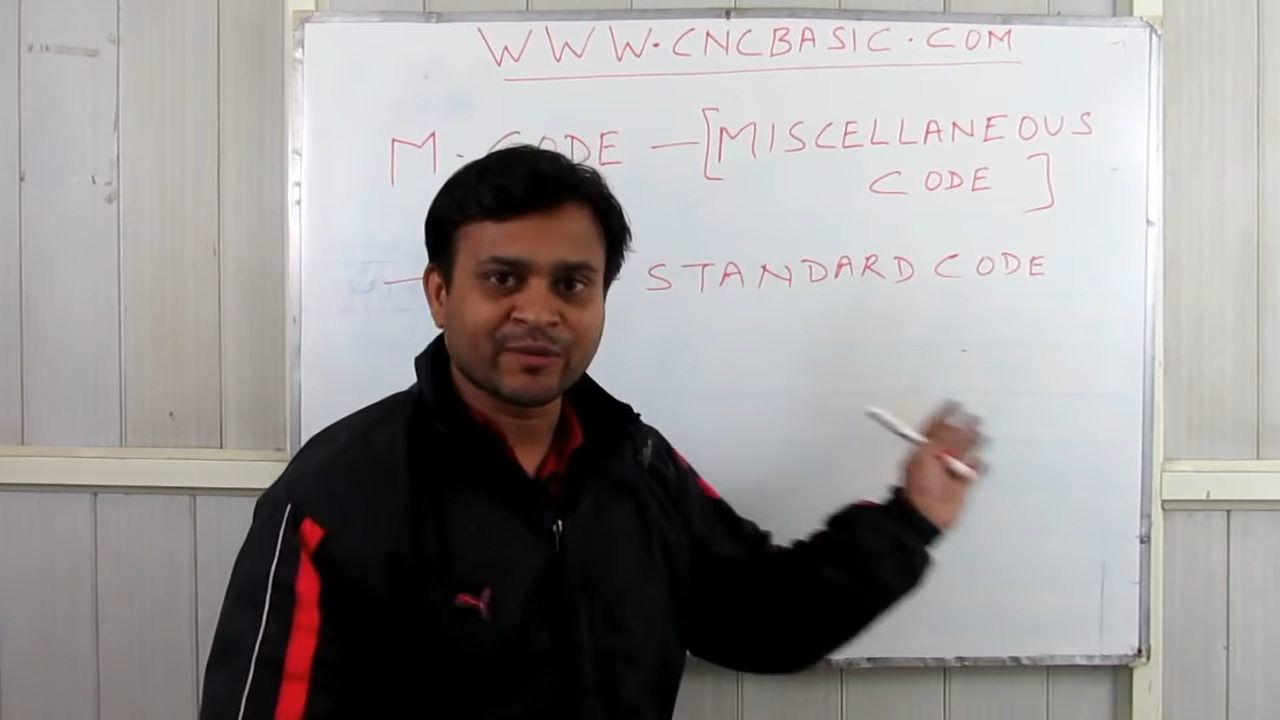 WWW.CNCBASIC.COM
M-CODE — [MISCELLANEOUS
CODE]
— STANDARD CODE